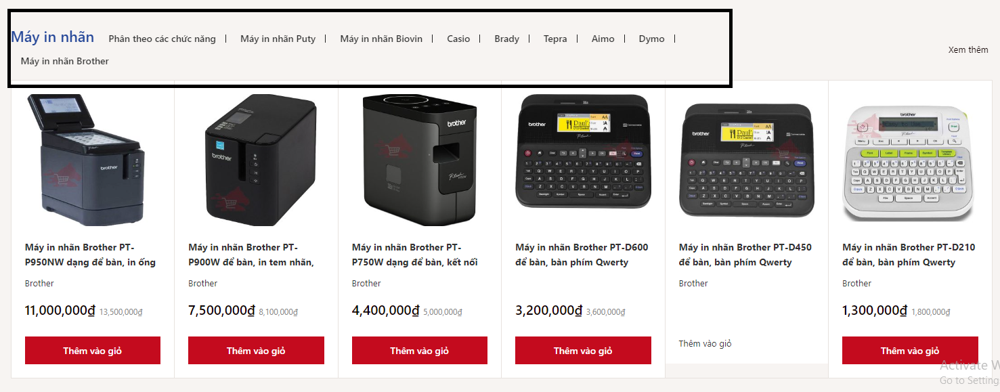 Máy in nhãn Phân theo các chức năng | Máy in nhãn Puty | Máy in nhãn Biovin | Casio | Brady | Tepra | Aimo | Dymo |
Máy in nhãn Brother
Xem thêm
brother
brother
brother
brother
brother
brother
Máy in nhãn Brother PT-
P950NW dạng để bàn, in ống
Brother
11,000,000₫ 13,500,000₫
Thêm vào giỏ
Máy in nhãn Brother PT-
P900W để bàn, in tem nhãn,
Brother
7,500,000₫ 8,100,000₫
Thêm vào giỏ
Máy in nhãn Brother PT-
P750W dạng để bàn, kết nối
Brother
4,400,000₫ 5,000,000₫
Thêm vào giỏ
Máy in nhãn Brother PT-D600
để bàn, bàn phím Qwerty
Brother
3,200,000₫ 3,600,000₫
Thêm vào giỏ
Máy in nhãn Brother PT-D450
để bàn, bàn phím Qwerty
Brother
Thêm vào giỏ
Máy in nhãn Brother PT-D210
để bàn, bàn phím Qwerty
Brother
1,300,000₫ 1,800,000₫
Thêm vào giỏ
Activate W
Go to Setting